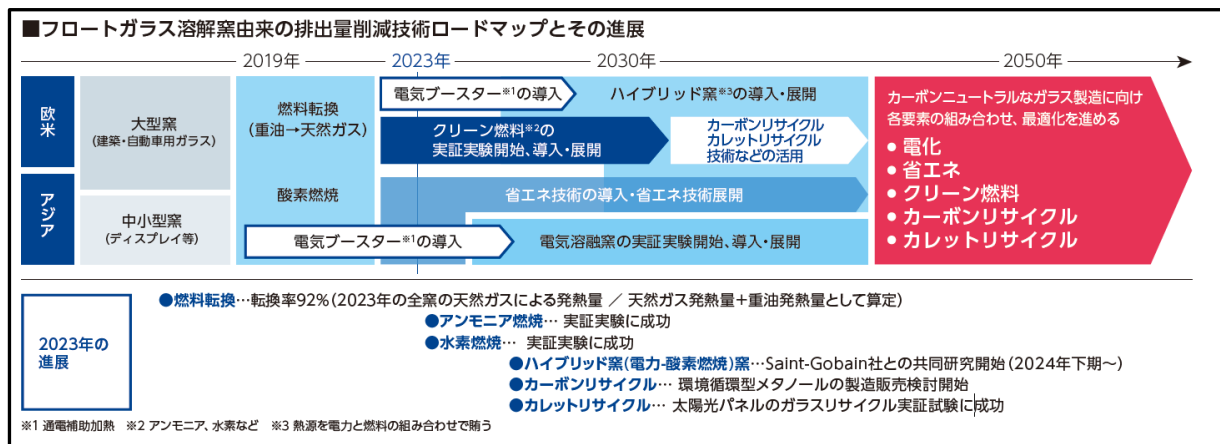 ■フロートガラス溶解窯由来の排出量削減技術ロードマップとその進展
2019年
2023年
2030年
2050年
欧米
アジア
大型窯
(建築・自動車用ガラス)
中小型窯
(ディスプレイ等)
燃料転換
(重油→天然ガス)
酸素燃焼
電気ブースター※1の導入
ハイブリッド窯※3の導入・展開
クリーン燃料※2の
実証実験開始、導入・展開
カーボンリサイクル
カレットリサイクル
技術などの活用
省エネ技術の導入・省エネ技術展開
電気ブースター※1の導入
電気溶融窯の実証実験開始、導入・展開
カーボンニュートラルなガラス製造に向け
各要素の組み合わせ、最適化を進める
●電化
●省エネ
●クリーン燃料
●カーボンリサイクル
●カレットリサイクル
2023年の
進展
●燃料転換…転換率92%(2023年の全窯の天然ガスによる発熱量 / 天然ガス発熱量+重油発熱量として算定)
●アンモニア燃焼… 実証実験に成功
●水素燃焼… 実証実験に成功
●ハイブリッド窯(電力-酸素燃焼)窯…Saint-Gobain社との共同研究開始(2024年下期~)
●カーボンリサイクル… 環境循環型メタノールの製造販売検討開始
●カレットリサイクル… 太陽光パネルのガラスリサイクル実証試験に成功
※1 通電補助加熱 ※2 アンモニア、水素など ※3 熱源を電力と燃料の組み合わせで賄う